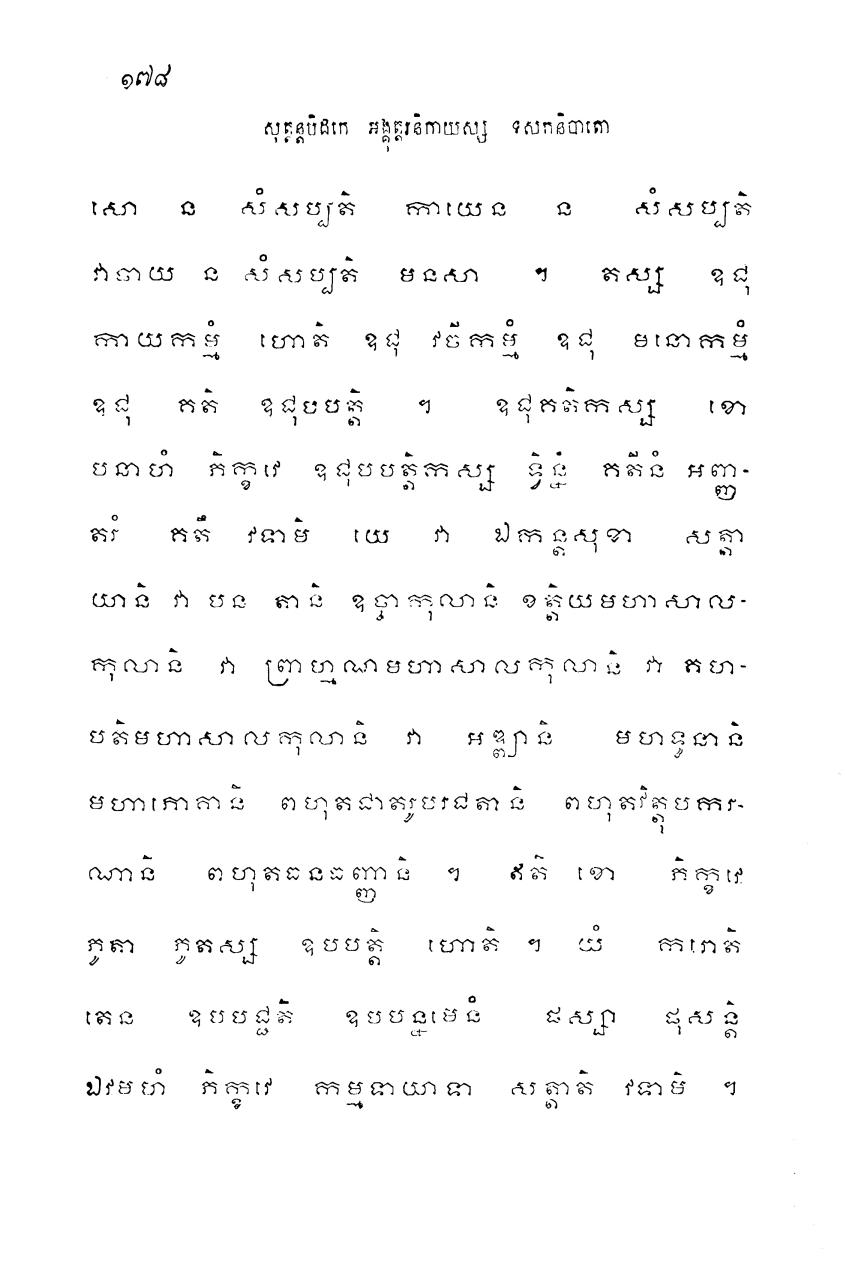 ១៧៨
សុត្តន្តបិដកេ អង្គុត្តរនិកាយស្ស ទសកនិបាតោ
សោ ន សំសប្បតិ កាយេន ន សំសប្បតិ
វាចាយ ន សំសប្បតិ មនសា ។ តស្ស ឧជុ
កាយកម្មំ ហោតិ ឧជុ វចីកម្មំ ឧជុ មនោកម្មំ
ឧជុ គតិ ឧជុបបត្តិ ។ ឧជុគតិកស្ស ខោ
បនាហំ ភិក្ខវេ ឧជុបបត្តិកស្ស ទ្វិន្នំ គតីនំ អញ្ញ-
តរំ គតឹ វទាមិ យេ វា ឯកន្តសុខា សត្តា
យានិ វា បន តានិ ឧច្ចាកុលានិ ខត្តិយមហាសាល-
កុលានិ វា ព្រាហ្មណមហាសាលកុលានិ វា គហ-
បតិមហាសាលកុលានិ វា អឌ្ឍានិ មហទ្ធនានិ
មហាភោគានិ ពហុតជាតរូបរជតានិ ពហុតវិត្តុបករ-
ណានិ ពហុតធនធញ្ញានិ ។ ឥតិ ខោ ភិក្ខវេ
ភូតា ភូតស្ស ឧបបត្តិ ហោតិ ។ យំ ករោតិ
តេន ឧបបជ្ជតិ ឧបបន្នមេនំ ផស្សា ផុសន្តិ
ឯវមហំ ភិក្ខវេ កម្មទាយាទា សត្តាតិ វទាមិ ។